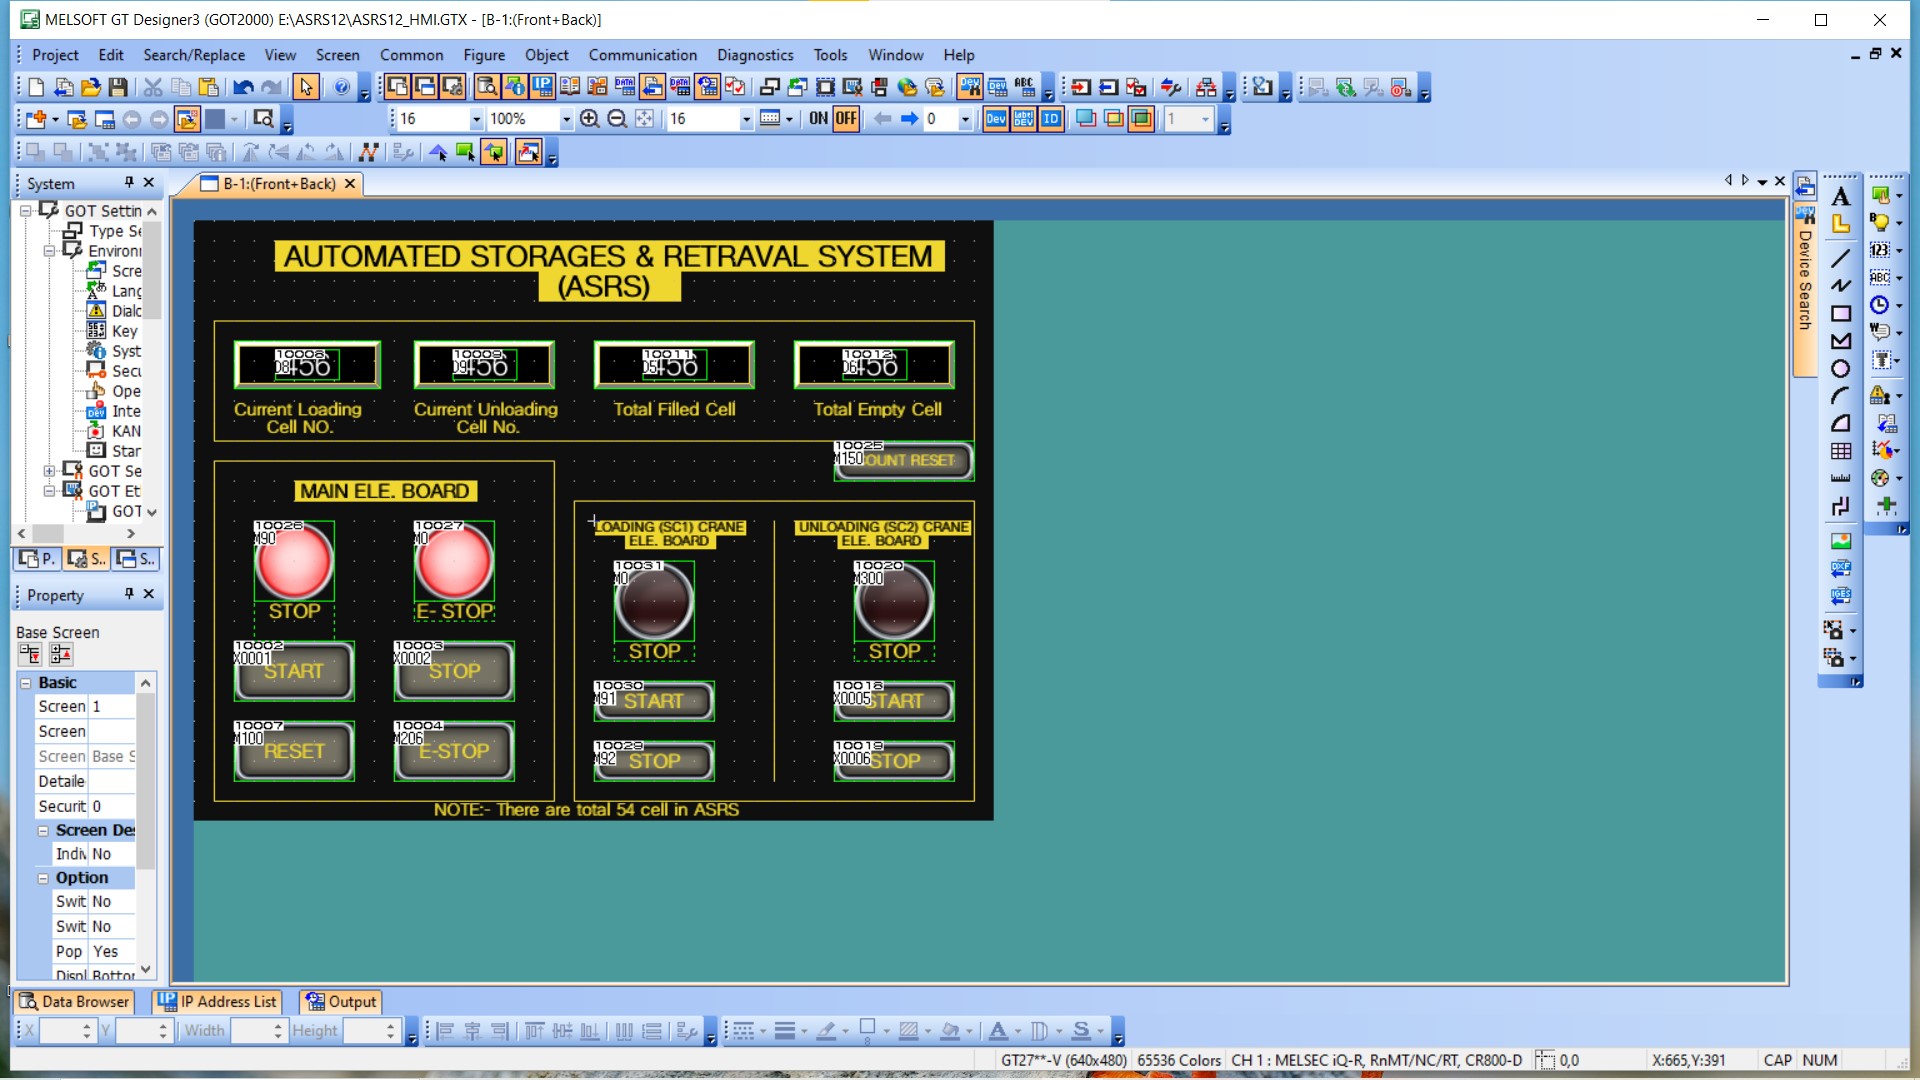 MELSOFT GT Designer3 (GOT2000) E:\ASRS12\ASRS12_HMI.GTX - [B-1:(Front+Back)]
Project Edit Search/Replace View Screen Common Figure Object Communication Diagnostics Tools Window Help
16 100% 16 ON OFF 0 Dev ID 1
System
B-1:(Front+Back)
GOT Settin
Type Se
Environ
Scre
Lang
Dialo
Key
Syst
Secu
Ope
Inte
KAN
Star
GOT Se
GOT Et
GOT
P.. S.. S..
Property
Base Screen
Basic
Screen 1
Screen
Screen Base S
Detaile
Securit 0
Screen Des
No
Option
Swit No
Swit No
Pop Yes
Displ Bottor
AUTOMATED STORAGES & RETRAVAL SYSTEM
(ASRS)
10008
D8
10009
D9
10011
D5
10012
D6
Current Loading
Cell NO.
Current Unloading
Cell No.
Total Filled Cell
Total Empty Cell
10025
M150 OUNT RESET
MAIN ELE. BOARD
10026
M90
STOP
10027
M0
E- STOP
10002
X0001 START
10003
X0002 STOP
10007
M100 RESET
10004
M206 E-STOP
LOADING (SC1) CRANE
ELE. BOARD
10031
M0
STOP
10030
M91 START
10029
M92 STOP
UNLOADING (SC2) CRANE
ELE. BOARD
10020
M300
STOP
10018
X0005 START
10019
X0006 STOP
NOTE:- There are total 54 cell in ASRS
Device Search
Data Browser IP Address List Output
X Y Width Height
GT27**-V (640x480) 65536 Colors CH 1 : MELSEC iQ-R, RnMT/NC/RT, CR800-D 0,0 X:665,Y:391 CAP NUM